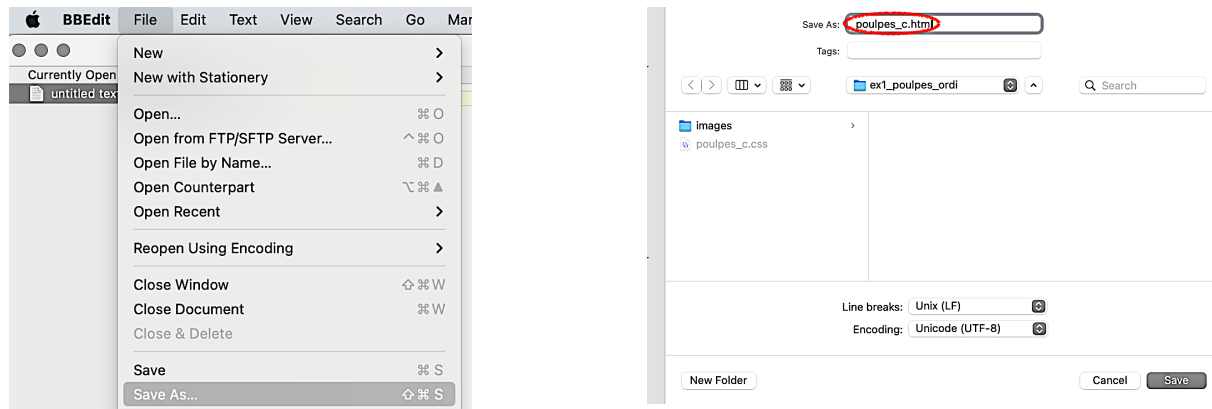 BBEdit File Edit Text View Search Go Mar
Currently Open
untitled tex
New
New with Stationery
Open... ⌘ O
Open from FTP/SFTP Server... ^ ⌘ O
Open File by Name... ⌘ D
Open Counterpart ⌥ ⌘ ▲
Open Recent
Reopen Using Encoding
Close Window ⇧ ⌘ W
Close Document ⌘ W
Close & Delete
Save ⌘ S
Save As... ⇧ ⌘ S
Save As: poulpes_c.html
Tags:
ex1_poulpes_ordi
Search
images
poulpes_c.css
Line breaks: Unix (LF)
Encoding: Unicode (UTF-8)
New Folder Cancel Save